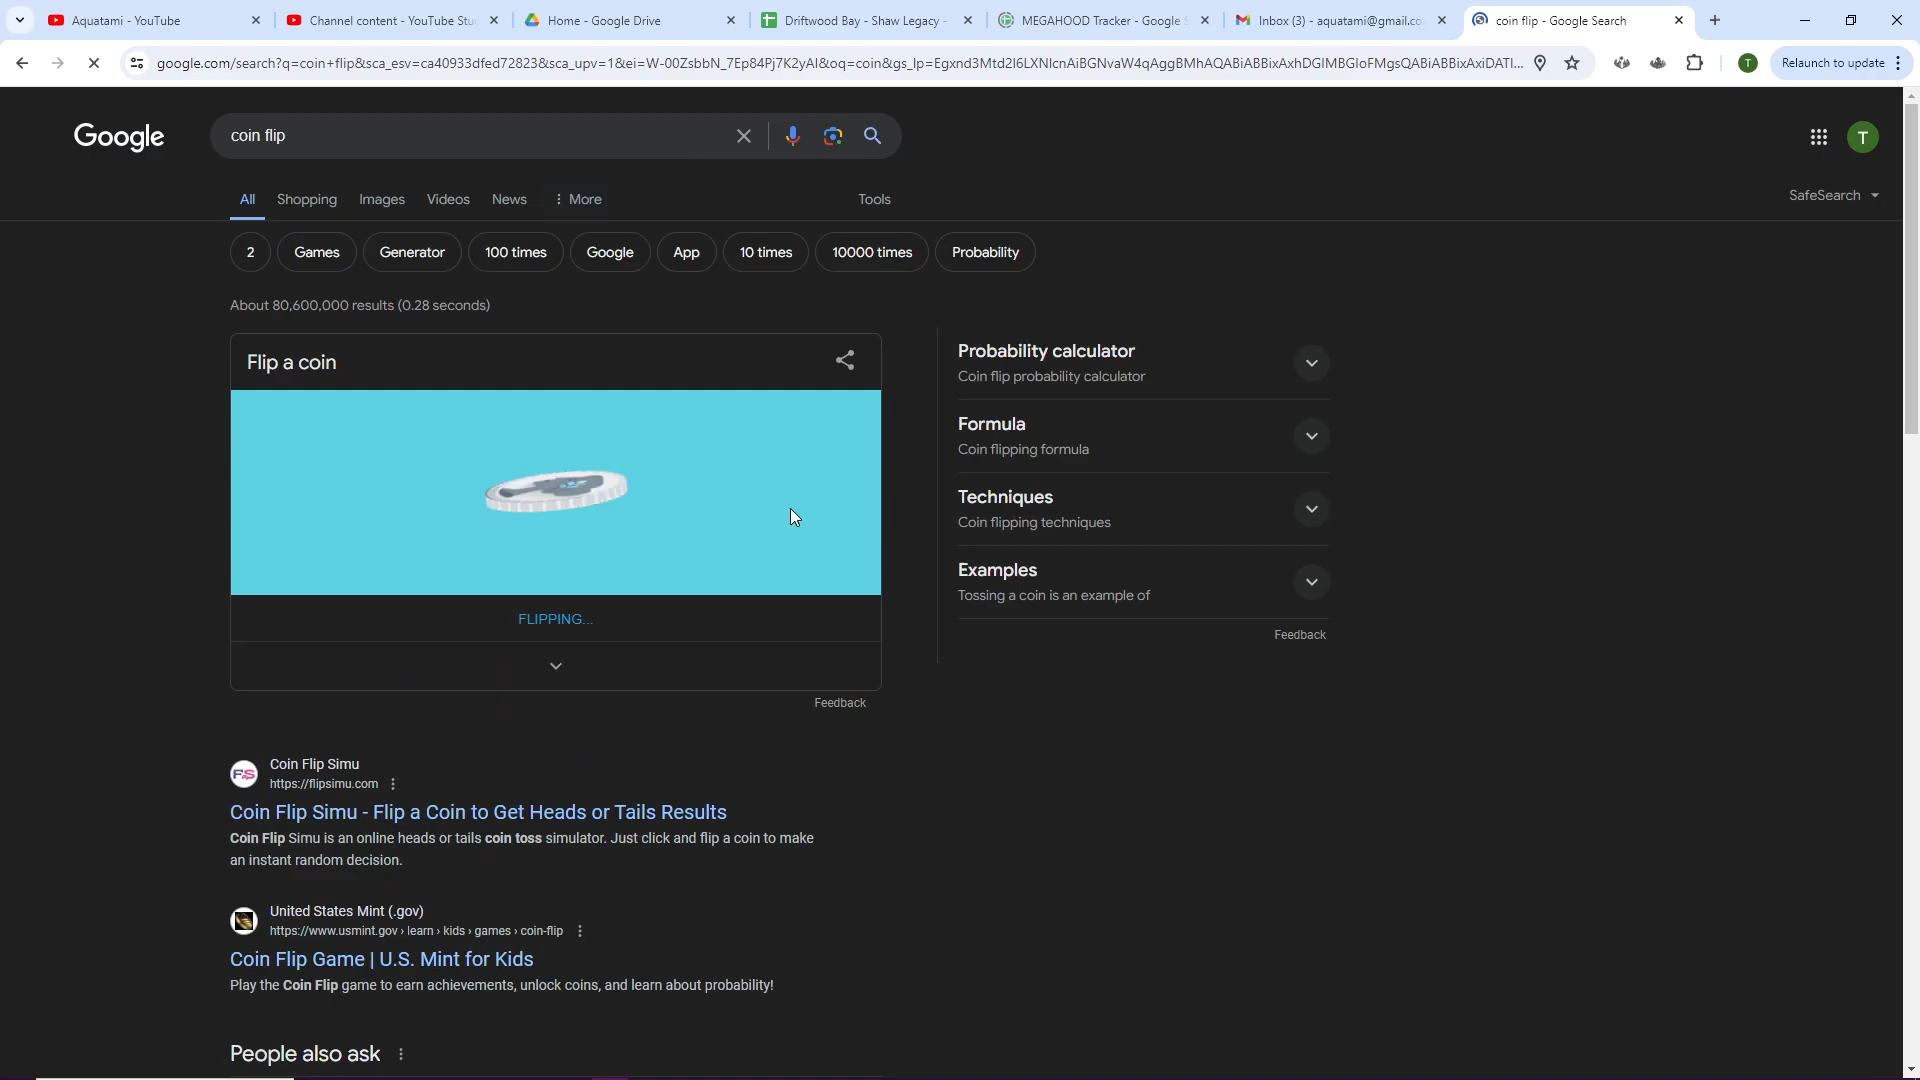 Aquatami - YouTube
Channel content - YouTube Stu
Home - Google Drive
Driftwood Bay - Shaw Legacy -
MEGAHOOD Tracker - Google S
Inbox (3) - aquatami@gmail.co
coin flip - Google Search
google.com/search?q=coin+flip&sca_esv=ca40933dfed72823&sca_upv=1&ei=W-00ZsbbN_7Ep84Pj7K2yAI&oq=coin&gs_lp=Egxnd3Mtd2l6LXNlcnAiBGNvaW4qAggBMhAQABiABBixAxhDGIMBGIoFMgsQABiABBixAxiDATI...
T
Relaunch to update
Google
coin flip
T
All
Shopping
Images
Videos
News
More
Tools
SafeSearch
2
Games
Generator
100 times
Google
App
10 times
10000 times
Probability
About 80,600,000 results (0.28 seconds)
Flip a coin
FLIPPING...
Feedback
Probability calculator
Coin flip probability calculator
Formula
Coin flipping formula
Techniques
Coin flipping techniques
Examples
Tossing a coin is an example of
Feedback
FS
Coin Flip Simu
https://flipsimu.com
Coin Flip Simu - Flip a Coin to Get Heads or Tails Results
Coin Flip Simu is an online heads or tails coin toss simulator. Just click and flip a coin to make
an instant random decision.
United States Mint (.gov)
https://www.usmint.gov › learn › kids › games › coin-flip
Coin Flip Game | U.S. Mint for Kids
Play the Coin Flip game to earn achievements, unlock coins, and learn about probability!
People also ask